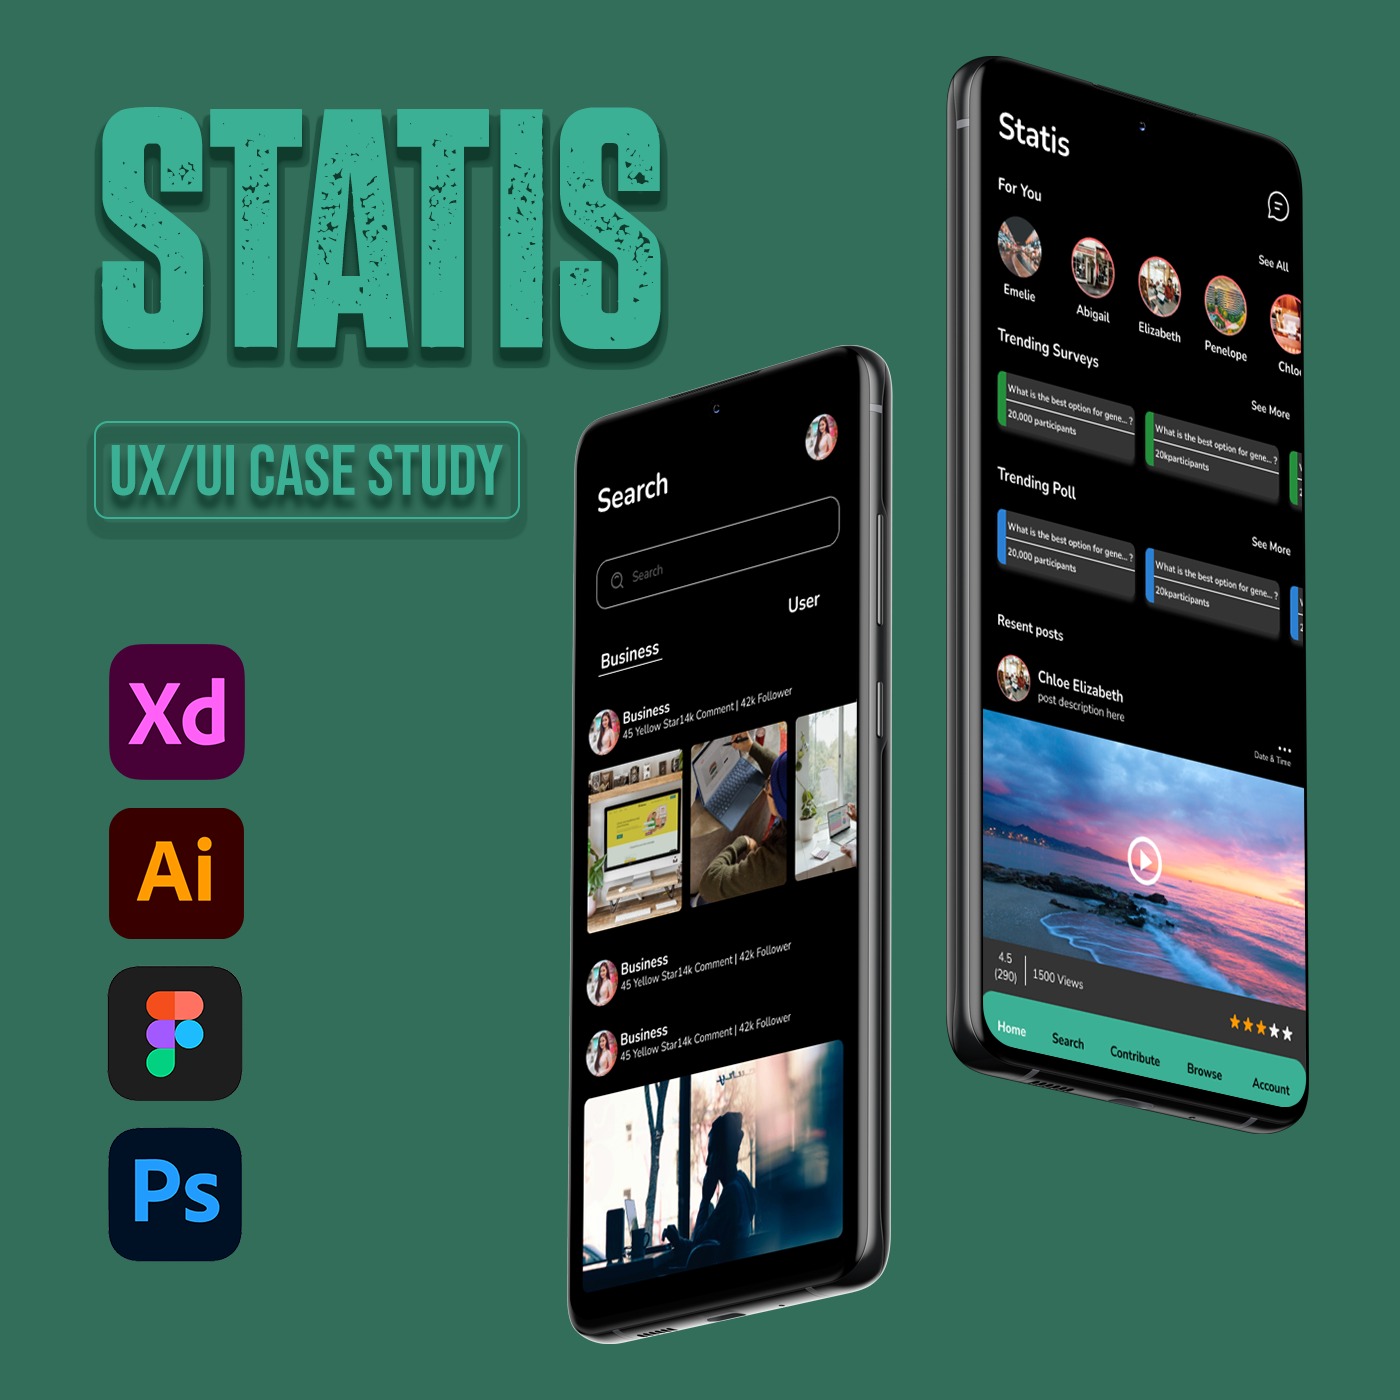 STATIS
UX/UI CASE STUDY
Xd
Ai
Ps
Search
Search
User
Business
Business
45 Yellow Star14k Comment | 42k Follower
Business
45 Yellow Star14k Comment | 42k Follower
Business
45 Yellow Star14k Comment | 42k Follower
Statis
For You
See All
Emelie
Abigail
Elizabeth
Penelope
Chloe
Trending Surveys
See More
What is the best option for gene... ?
20,000 participants
What is the best option for gene... ?
20kparticipants
Trending Poll
See More
What is the best option for gene... ?
20,000 participants
What is the best option for gene... ?
20kparticipants
Resent posts
Chloe Elizabeth
post description here
Date & Time
4.5
(290)
1500 Views
Home
Search
Contribute
Browse
Account